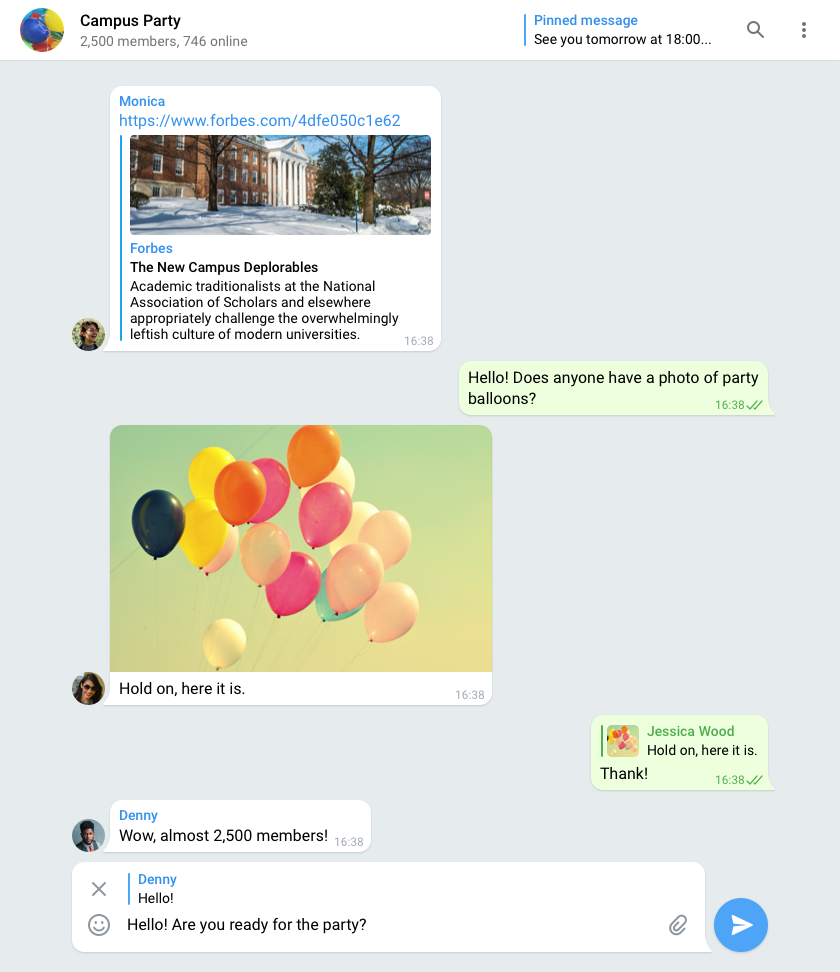 Campus Party
2,500 members, 746 online
Pinned message
See you tomorrow at 18:00...
Monica
https://www.forbes.com/4dfe050c1e62
Forbes
The New Campus Deplorables
Academic traditionalists at the National
Association of Scholars and elsewhere
appropriately challenge the overwhelmingly
leftish culture of modern universities.
16:38
Hello! Does anyone have a photo of party
balloons?
16:38
Hold on, here it is.
16:38
Jessica Wood
Hold on, here it is.
Thank!
16:38
Denny
Wow, almost 2,500 members!
16:38
Denny
Hello!
Hello! Are you ready for the party?